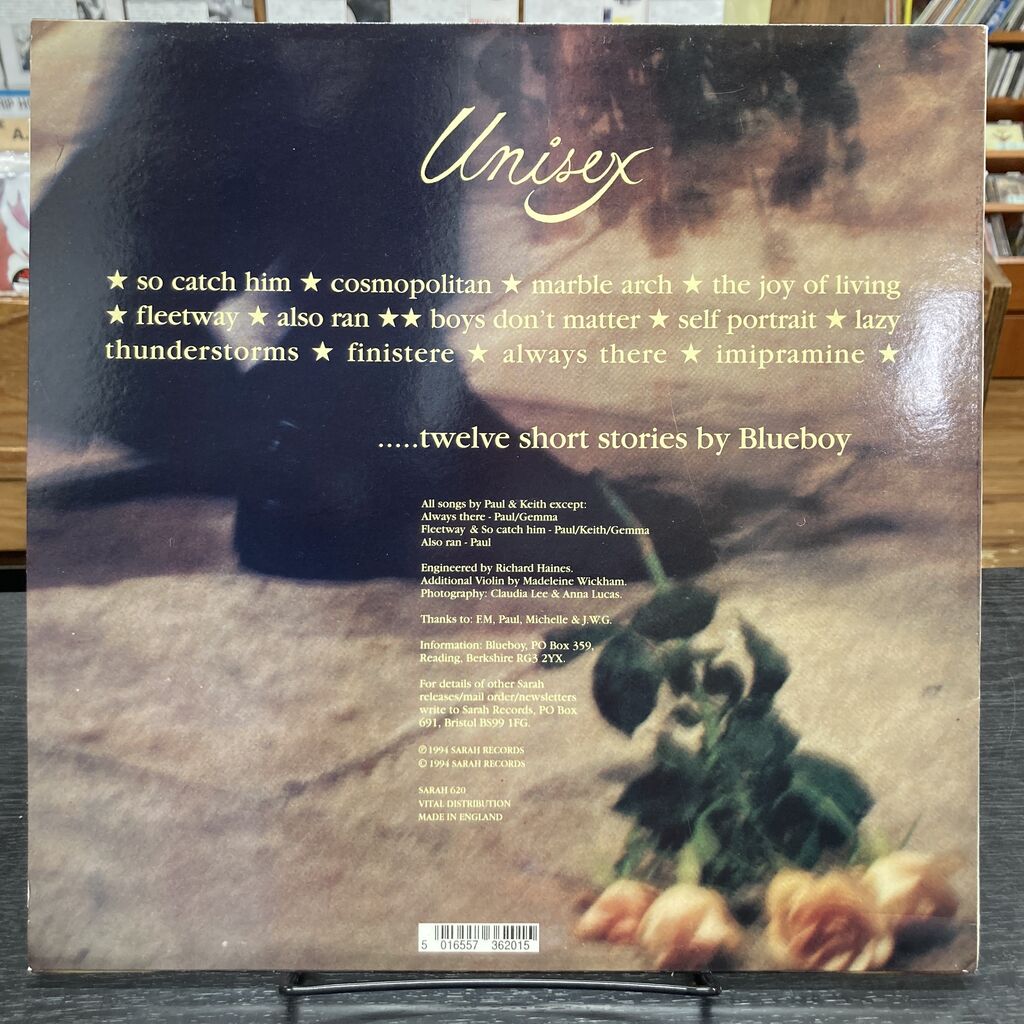 Unisex
★ so catch him ★ cosmopolitan ★ marble arch ★ the joy of living
★ fleetway ★ also ran ★★ boys don't matter ★ self portrait ★ lazy
thunderstorms ★ finistere ★ always there ★ imipramine ★
.....twelve short stories by Blueboy
All songs by Paul & Keith except:
Always there - Paul/Gemma
Fleetway & So catch him - Paul/Keith/Gemma
Also ran - Paul
Engineered by Richard Haines.
Additional Violin by Madeleine Wickham.
Photography: Claudia Lee & Anna Lucas.
Thanks to: F.M, Paul, Michelle & J.W.G.
Information: Blueboy, PO Box 359,
Reading, Berkshire RG3 2YX.
For details of other Sarah
releases/mail order/newsletters
write to Sarah Records, PO Box
691, Bristol BS99 1FG.
℗ 1994 SARAH RECORDS
© 1994 SARAH RECORDS
SARAH 620
VITAL DISTRIBUTION
MADE IN ENGLAND
5 016557 362015